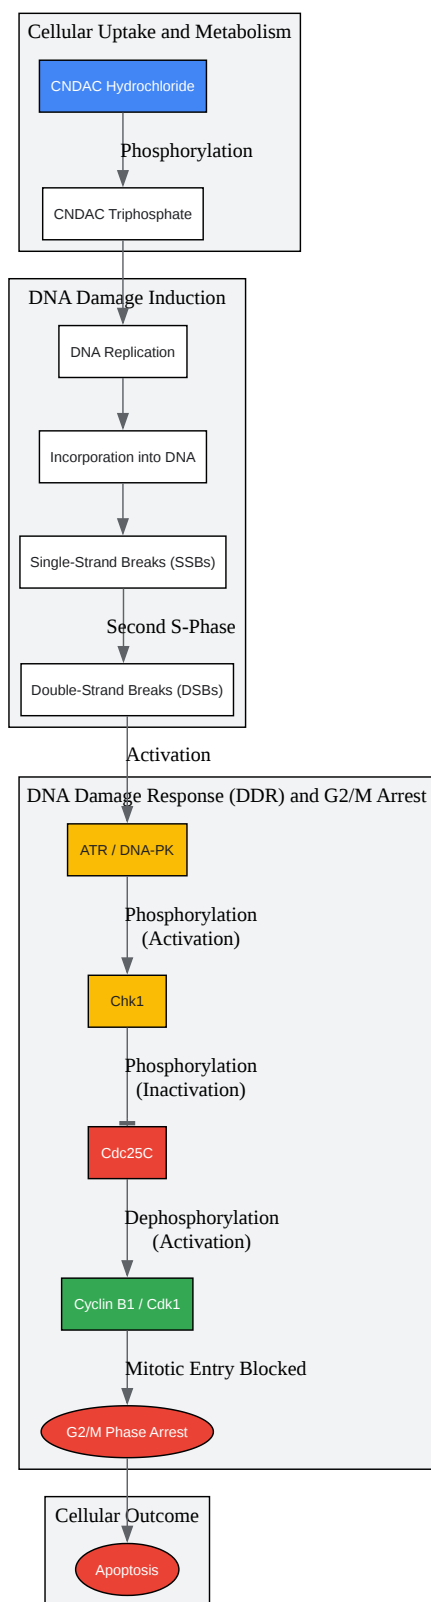 Cellular Uptake and Metabolism
CNDAC Hydrochloride
Phosphorylation
CNDAC Triphosphate
DNA Damage Induction
DNA Replication
Incorporation into DNA
Single-Strand Breaks (SSBs)
Second S-Phase
Double-Strand Breaks (DSBs)
Activation
DNA Damage Response (DDR) and G2/M Arrest
ATR / DNA-PK
Phosphorylation
(Activation)
Chk1
Phosphorylation
(Inactivation)
Cdc25C
Dephosphorylation
(Activation)
Cyclin B1 / Cdk1
Mitotic Entry Blocked
G2/M Phase Arrest
Cellular Outcome
Apoptosis